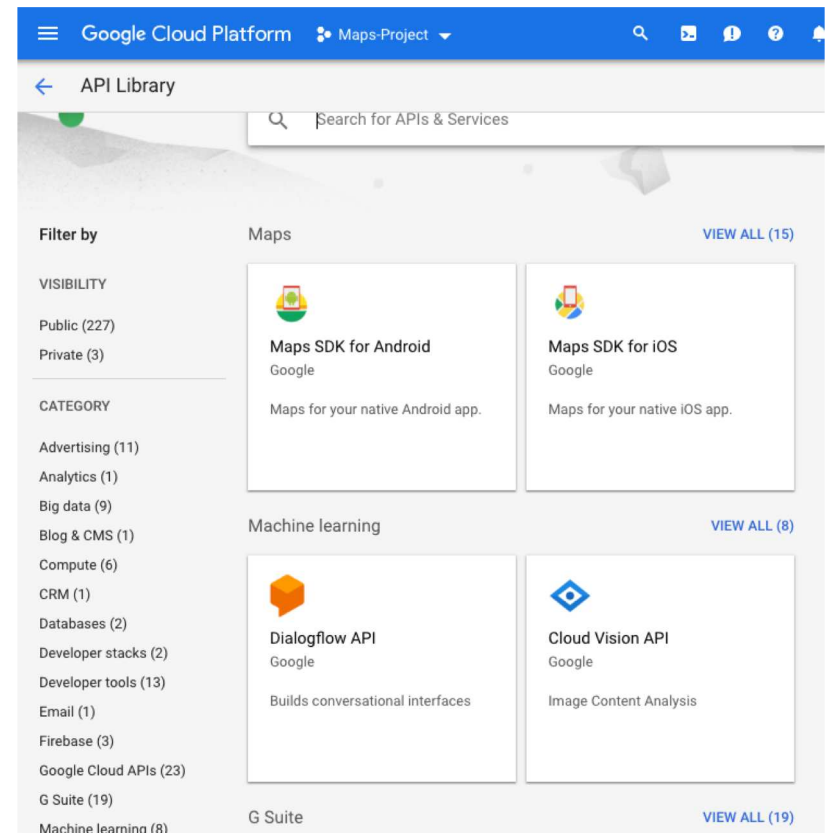 Google Cloud Platform
Maps-Project
API Library
Search for APIs & Services
Filter by
VISIBILITY
Public (227)
Private (3)
CATEGORY
Advertising (11)
Analytics (1)
Big data (9)
Blog & CMS (1)
Compute (6)
CRM (1)
Databases (2)
Developer stacks (2)
Developer tools (13)
Email (1)
Firebase (3)
Google Cloud APIs (23)
G Suite (19)
Machine learning (8)
Maps
VIEW ALL (15)
Maps SDK for Android
Google
Maps for your native Android app.
Maps SDK for iOS
Google
Maps for your native iOS app.
Machine learning
VIEW ALL (8)
Dialogflow API
Google
Builds conversational interfaces
Cloud Vision API
Google
Image Content Analysis
G Suite
VIEW ALL (19)